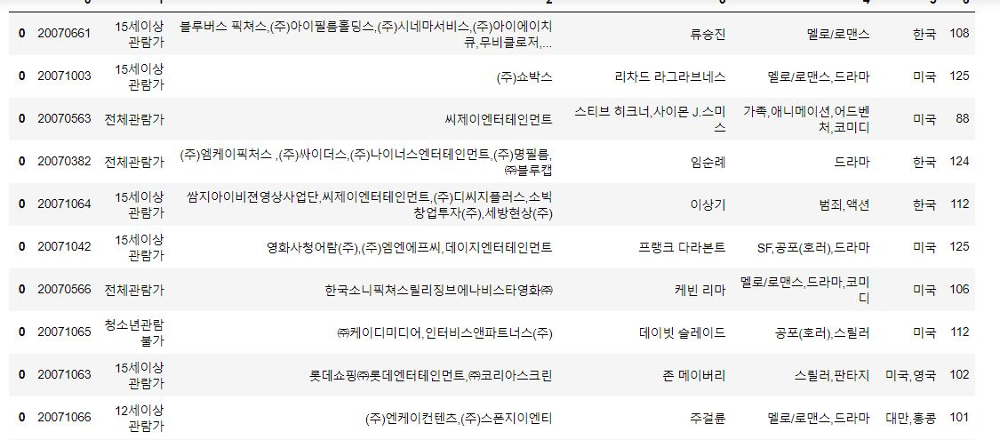 0 20070661 15세이상관람가 블루버스 픽쳐스,(주)아이필름홀딩스,(주)시네마서비스,(주)아이에이치큐,무비클로저,... 류승진 멜로/로맨스 한국 108
0 20071003 15세이상관람가 (주)쇼박스 리차드 라그라브네스 멜로/로맨스,드라마 미국 125
0 20070563 전체관람가 씨제이엔터테인먼트 스티브 히크너,사이몬 J.스미스 가족,애니메이션,어드벤처,코미디 미국 88
0 20070382 전체관람가 (주)엠케이픽처스 ,(주)싸이더스,(주)나이너스엔터테인먼트,(주)명필름,㈜블루캡 임순례 드라마 한국 124
0 20071064 15세이상관람가 쌈지아이비젼영상사업단,씨제이엔터테인먼트,(주)디씨지플러스,소빅창업투자(주),세방현상(주) 이상기 범죄,액션 한국 112
0 20071042 15세이상관람가 영화사청어람(주),(주)엠엔에프씨,데이지엔터테인먼트 프랭크 다라본트 SF,공포(호러),드라마 미국 125
0 20070566 전체관람가 한국소니픽쳐스릴리징브에나비스타영화㈜ 케빈 리마 멜로/로맨스,드라마,코미디 미국 106
0 20071065 청소년관람불가 ㈜케이디미디어,인터비스앤파트너스(주) 데이빗 슬레이드 공포(호러),스릴러 미국 112
0 20071063 15세이상관람가 롯데쇼핑㈜롯데엔터테인먼트,㈜코리아스크린 존 메이버리 스릴러,판타지 미국,영국 102
0 20071066 12세이상관람가 (주)엔케이컨텐츠,(주)스폰지이엔티 주걸륜 멜로/로맨스,드라마 대만,홍콩 101